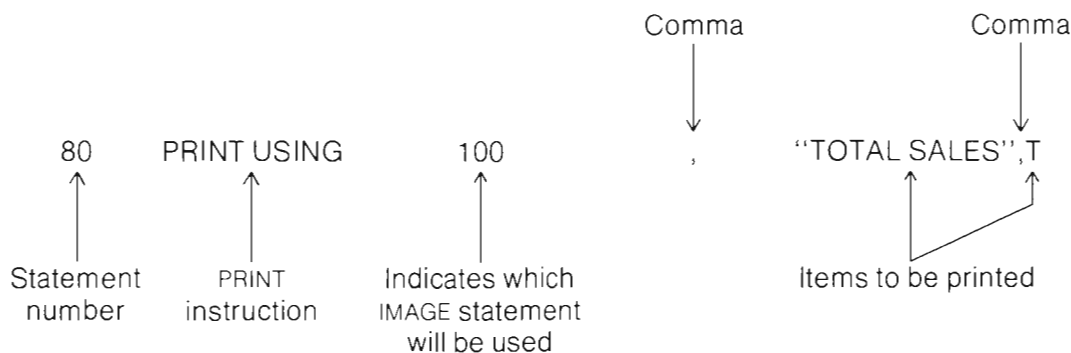 Comma Comma
80 PRINT USING 100 , "TOTAL SALES",T
Statement number
PRINT instruction
Indicates which IMAGE statement will be used
Items to be printed